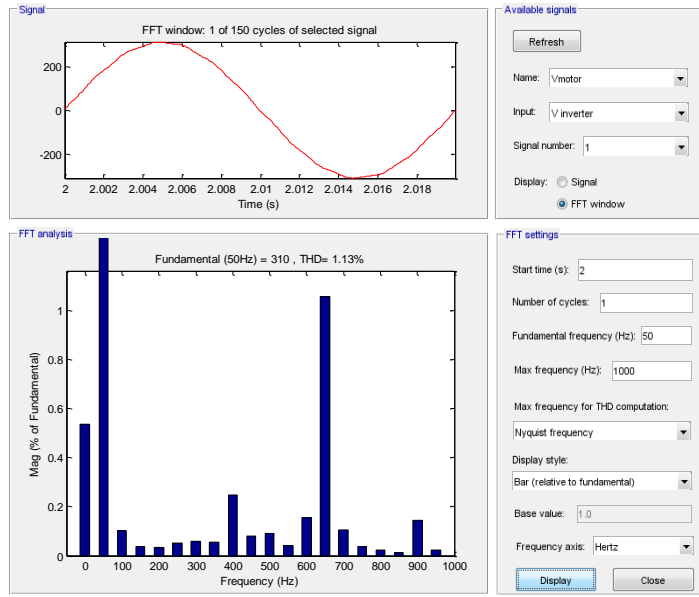 Signal
FFT window: 1 of 150 cycles of selected signal
200
0
-200
2 2.002 2.004 2.006 2.008 2.01 2.012 2.014 2.016 2.018
Time (s)
Available signals
Refresh
Name: Vmotor
Input: V inverter
Signal number: 1
Display: Signal
FFT window
FFT analysis
Fundamental (50Hz) = 310 , THD= 1.13%
Mag (% of Fundamental)
1
0.8
0.6
0.4
0.2
0
0 100 200 300 400 500 600 700 800 900 1000
Frequency (Hz)
FFT settings
Start time (s): 2
Number of cycles: 1
Fundamental frequency (Hz): 50
Max frequency (Hz): 1000
Max frequency for THD computation:
Nyquist frequency
Display style:
Bar (relative to fundamental)
Base value: 1.0
Frequency axis: Hertz
Display Close